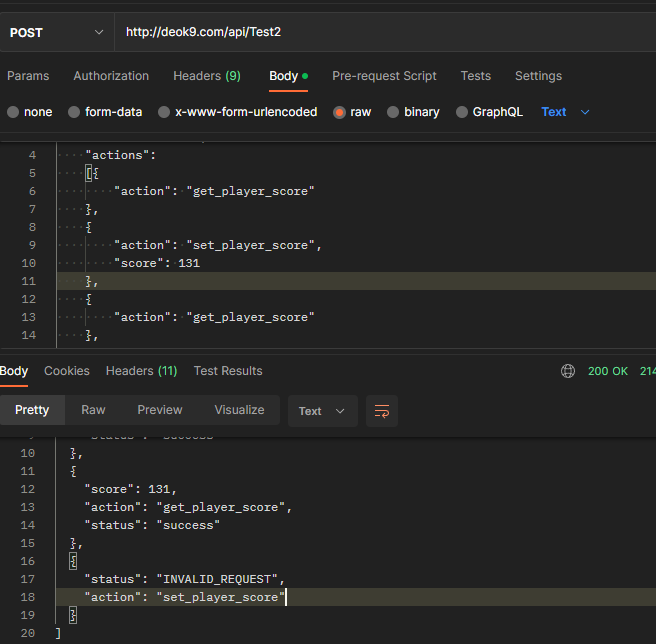 POST http://deok9.com/api/Test2
Params Authorization Headers (9) Body Pre-request Script Tests Settings
none form-data x-www-form-urlencoded raw binary GraphQL Text
4 "actions":
5 [{
6 "action": "get_player_score"
7 },
8 {
9 "action": "set_player_score",
10 "score": 131
11 },
12 {
13 "action": "get_player_score"
14 },
Body Cookies Headers (11) Test Results 200 OK 214
Pretty Raw Preview Visualize Text
10 },
11 {
12 "score": 131,
13 "action": "get_player_score",
14 "status": "success"
15 },
16 {
17 "status": "INVALID_REQUEST",
18 "action": "set_player_score"
19 }
20 ]